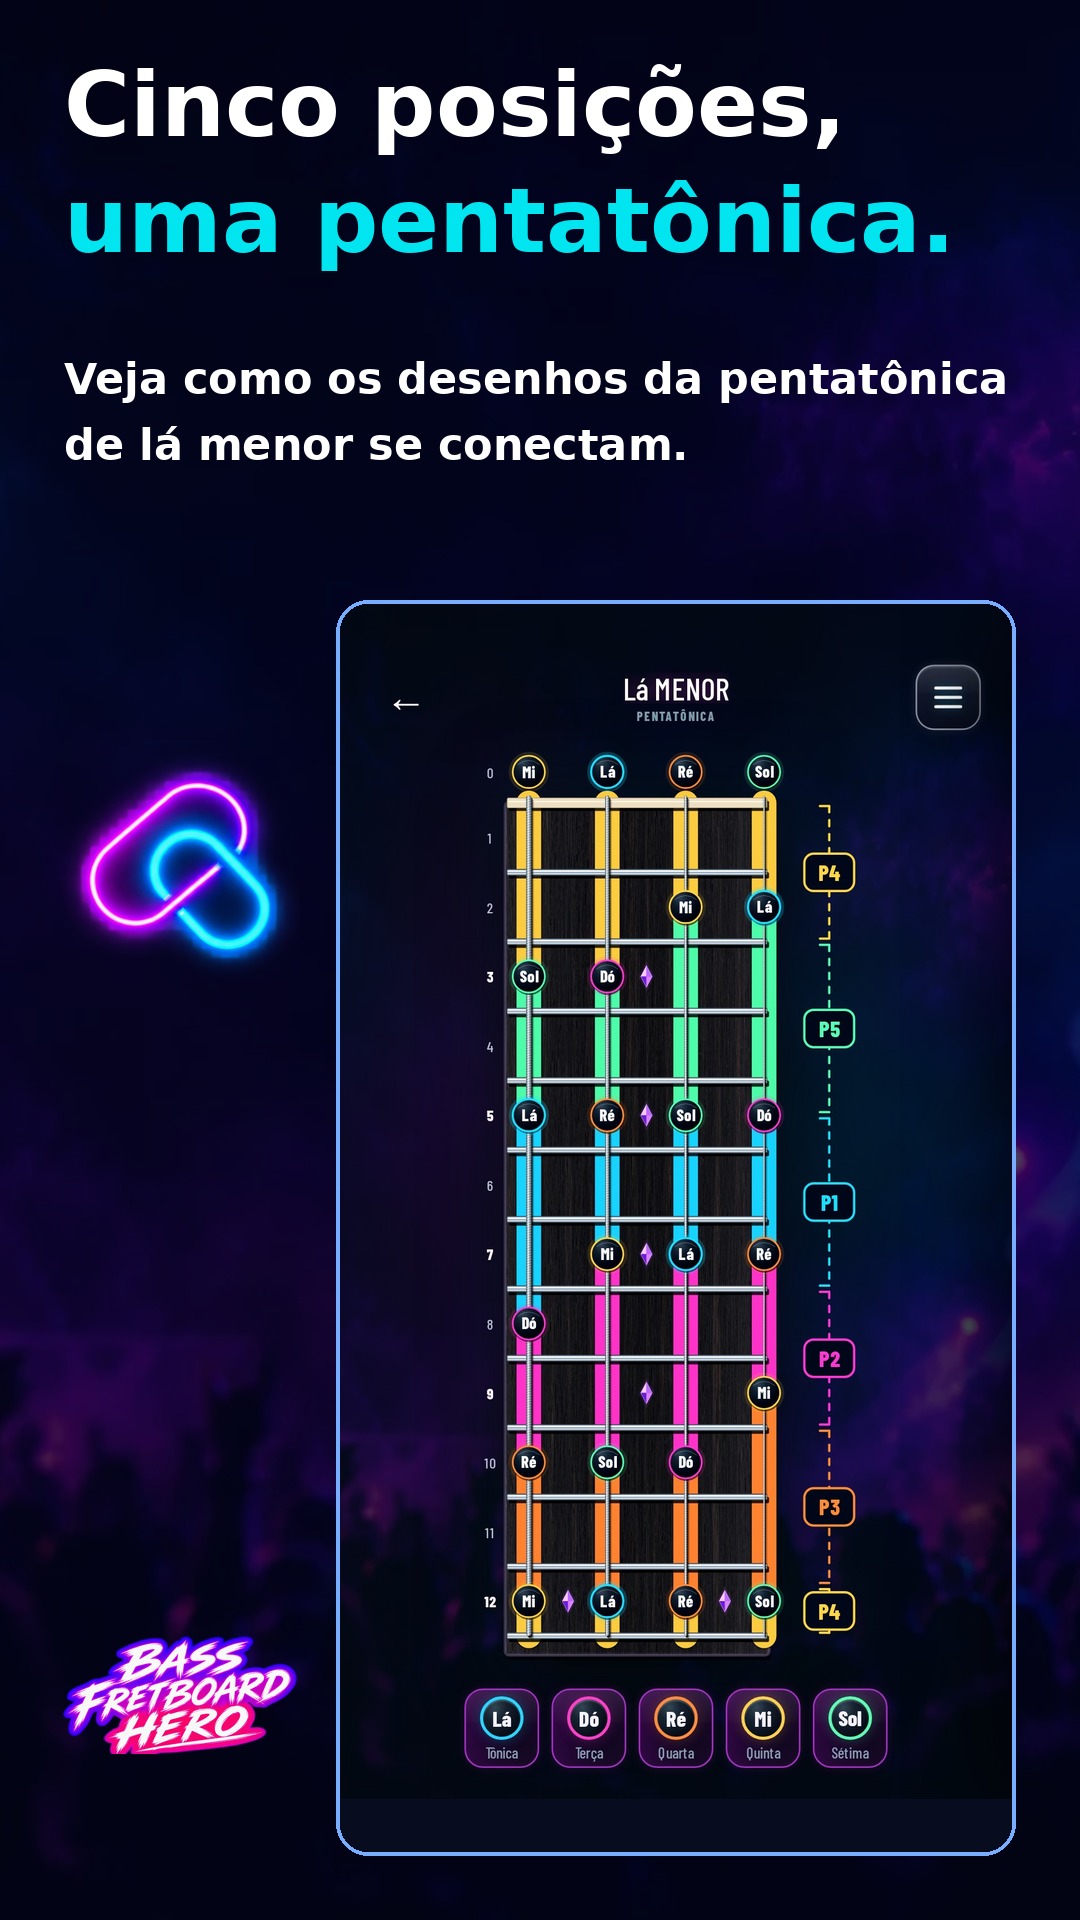 Cinco posições,
uma pentatônica.
Veja como os desenhos da pentatônica
de lá menor se conectam.
←
Lá MENOR
PENTATÔNICA
0 Mi Lá Ré Sol
1
P4
2 Mi Lá
3 Sol Dó
P5
4
5 Lá Ré Sol Dó
6
P1
7 Mi Lá Ré
8 Dó
P2
9 Mi
10 Ré Sol Dó
P3
11
12 Mi Lá Ré Sol
P4
BASS
FRETBOARD
HERO
Lá Dó Ré Mi Sol
Tônica Terça Quarta Quinta Sétima